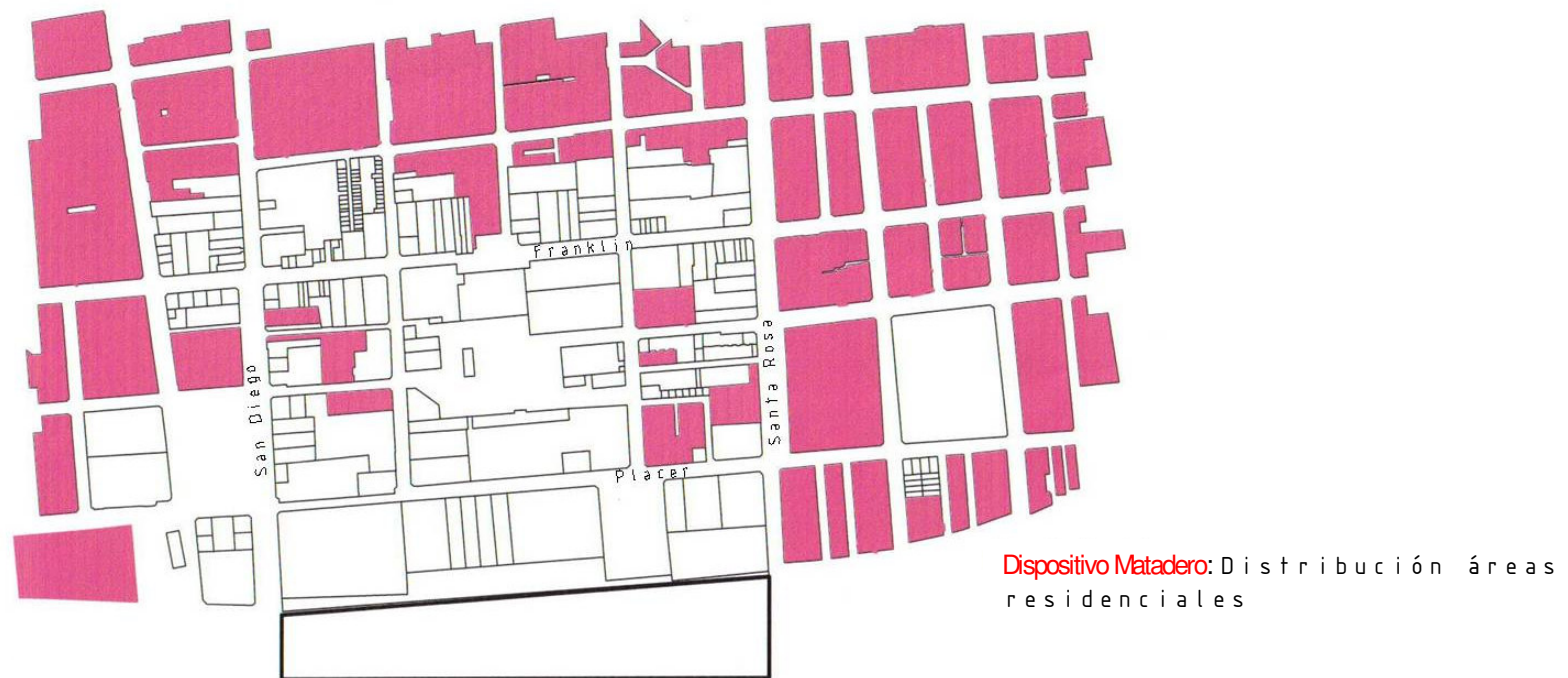 Franklin
San Diego
Santa Rosa
Placer
Dispositivo Matadero: Distribución áreas
residenciales